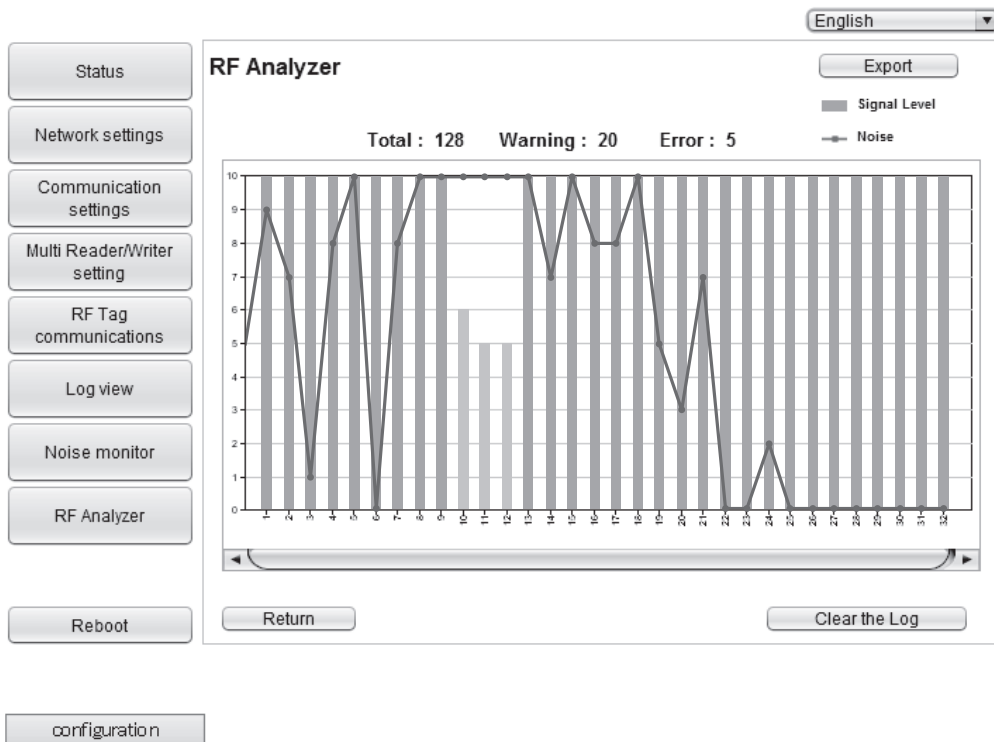 English
Status
Network settings
Communication
settings
Multi Reader/Writer
setting
RF Tag
communications
Log view
Noise monitor
RF Analyzer
Reboot
RF Analyzer
Export
Signal Level
Noise
Total : 128 Warning : 20 Error : 5
10
9
8
7
6
5
4
3
2
1
0
1 2 3 4 5 6 7 8 9 10 11 12 13 14 15 16 17 18 19 20 21 22 23 24 25 26 27 28 29 30 31 32
Return
Clear the Log
configuration